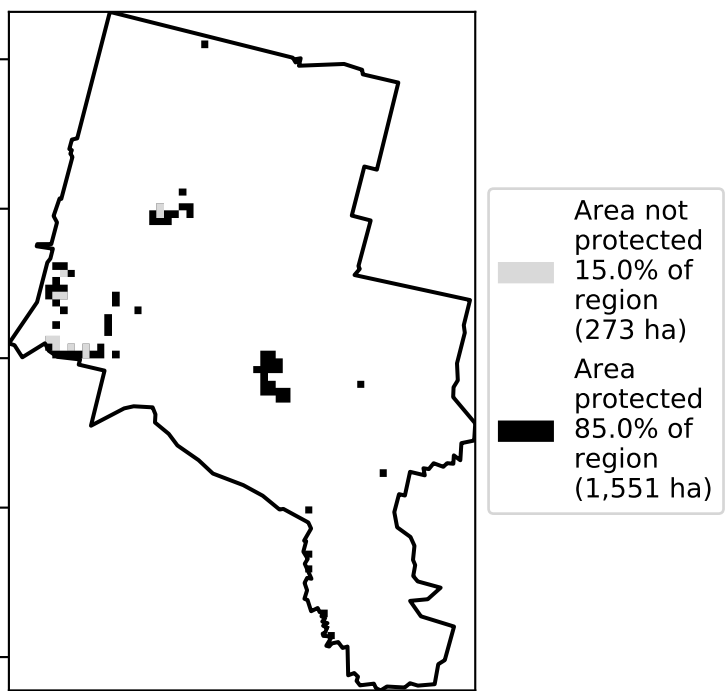 Area not
protected
15.0% of
region
(273 ha)
Area
protected
85.0% of
region
(1,551 ha)